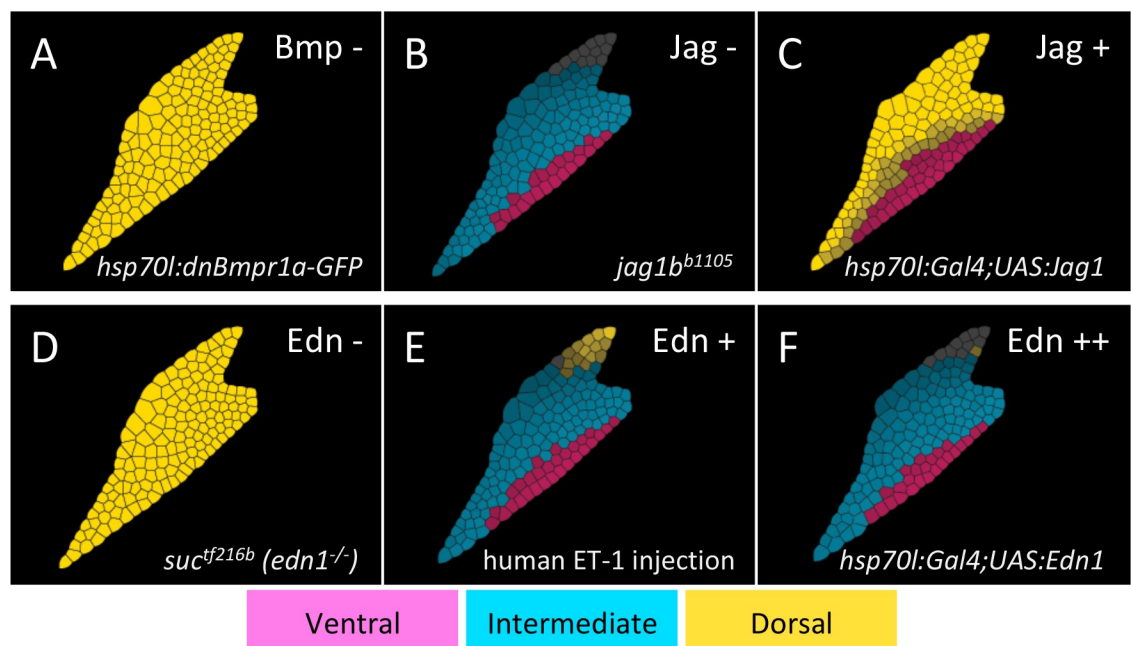 A Bmp -
hsp70l:dnBmpr1a-GFP
B Jag -
jag1b^b1105
C Jag +
hsp70l:Gal4;UAS:Jag1
D Edn -
suc^tf216b (edn1^-/-)
E Edn +
human ET-1 injection
F Edn ++
hsp70l:Gal4;UAS:Edn1
Ventral
Intermediate
Dorsal